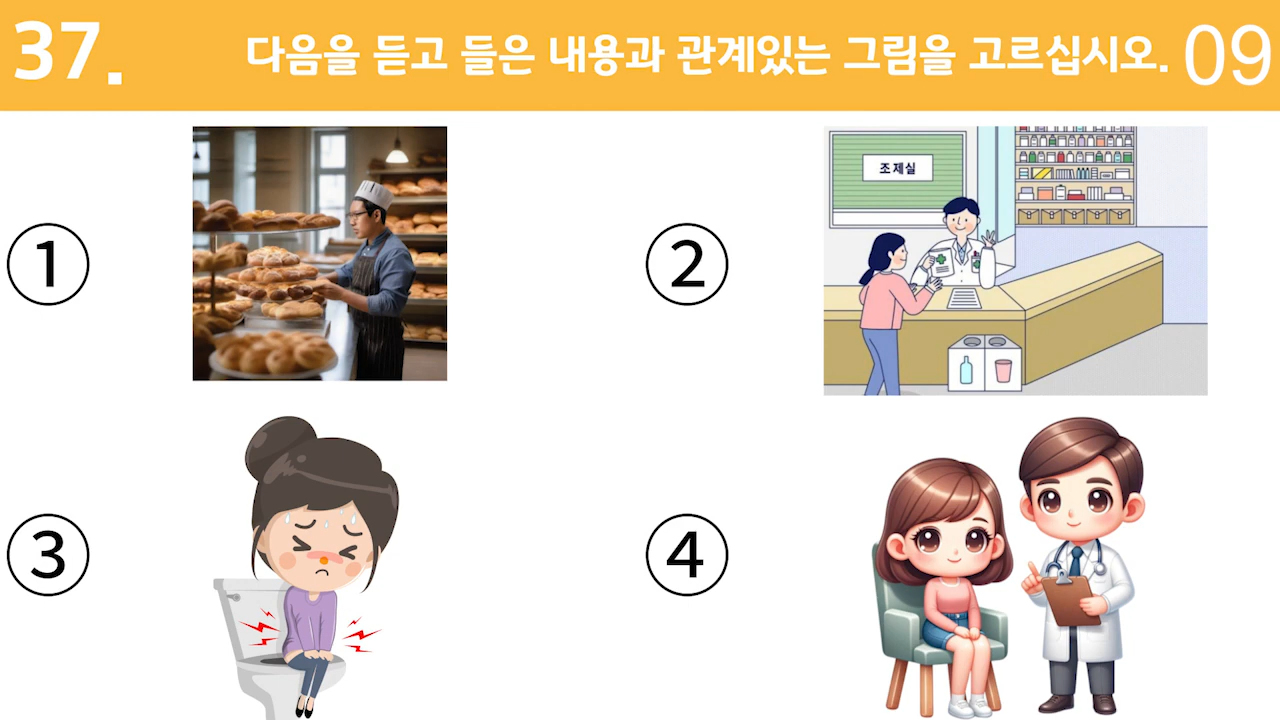 37. 다음을 듣고 들은 내용과 관계있는 그림을 고르십시오. 09
①
②
조제실
③
④